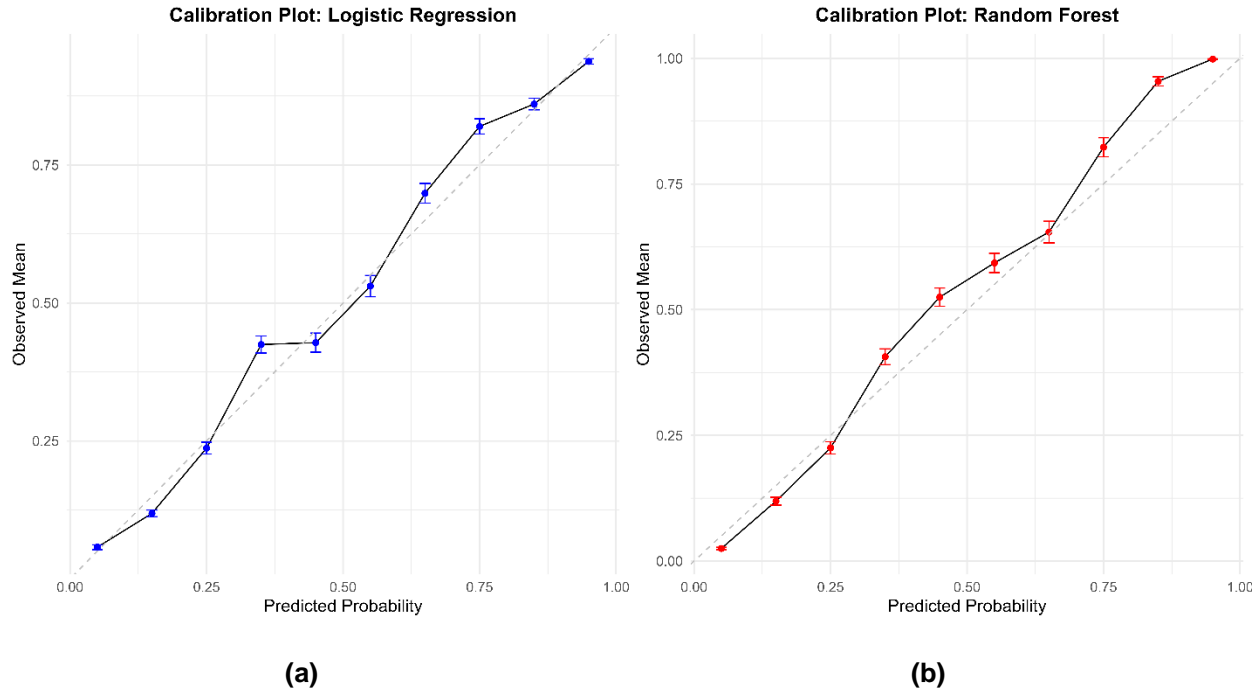 Calibration Plot: Logistic Regression
Observed Mean
0.75
0.50
0.25
0.00
0.25
0.50
0.75
1.00
Predicted Probability
(a)
Calibration Plot: Random Forest
Observed Mean
1.00
0.75
0.50
0.25
0.00
0.00
0.25
0.50
0.75
1.00
Predicted Probability
(b)